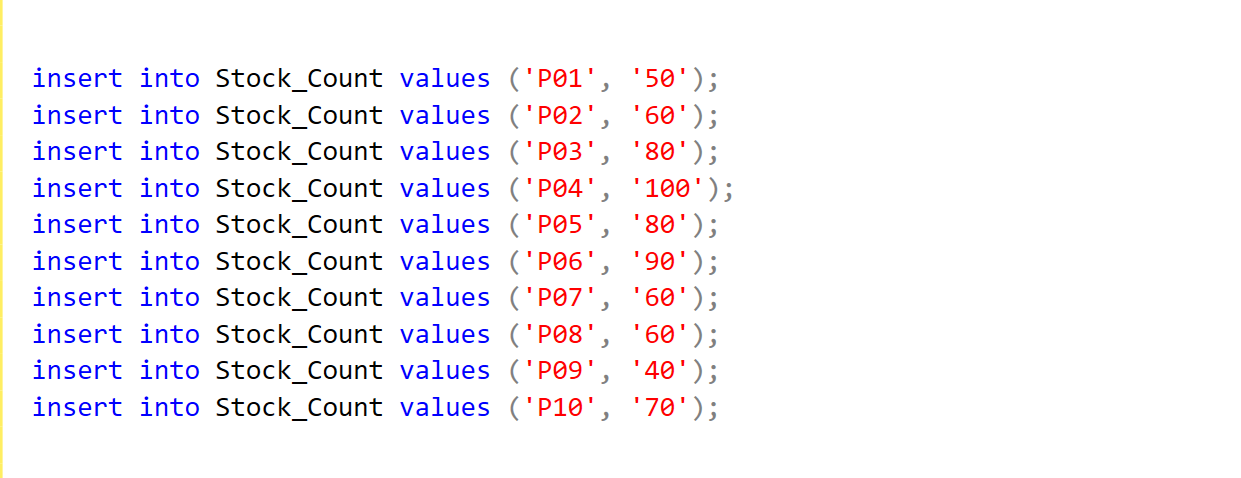 insert into Stock_Count values ('P01', '50');
insert into Stock_Count values ('P02', '60');
insert into Stock_Count values ('P03', '80');
insert into Stock_Count values ('P04', '100');
insert into Stock_Count values ('P05', '80');
insert into Stock_Count values ('P06', '90');
insert into Stock_Count values ('P07', '60');
insert into Stock_Count values ('P08', '60');
insert into Stock_Count values ('P09', '40');
insert into Stock_Count values ('P10', '70');